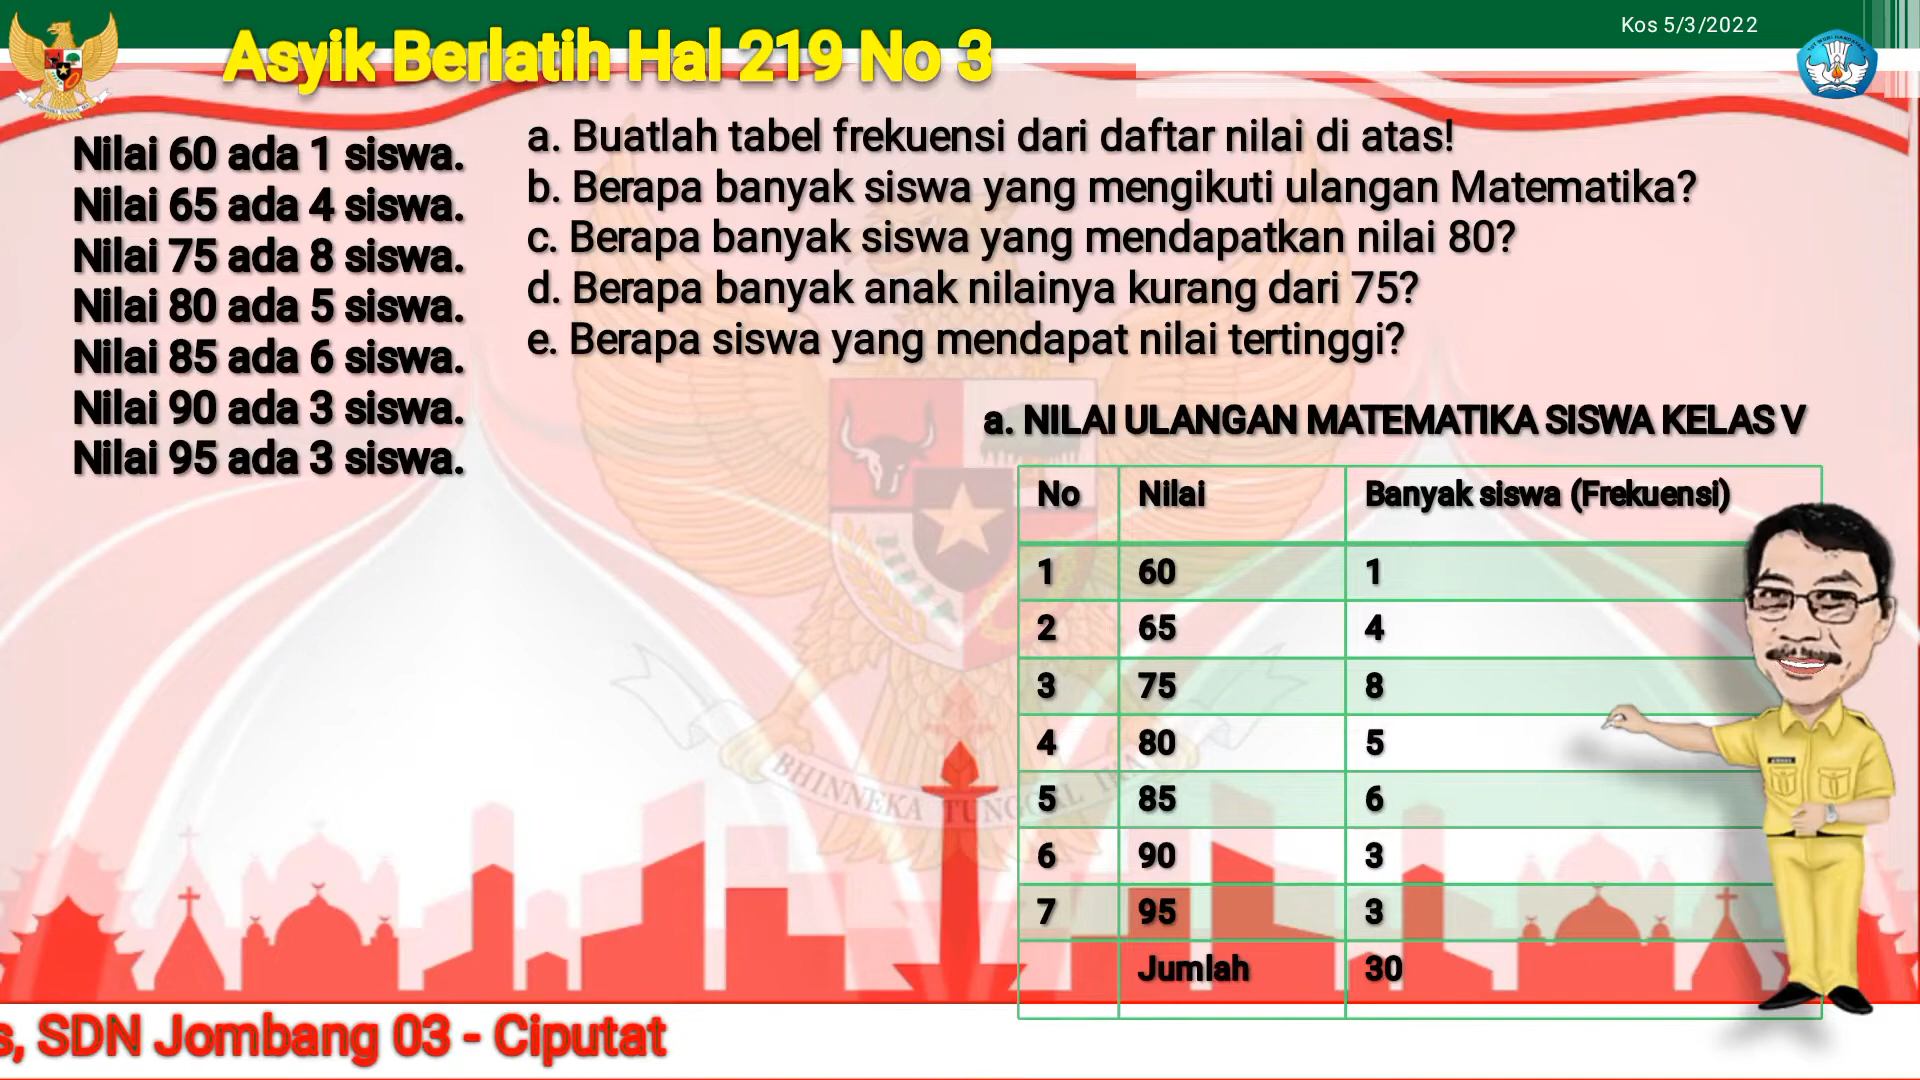 Kos 5/3/2022
Asyik Berlatih Hal 219 No 3
TUT WURI HANDAYANI
Nilai 60 ada 1 siswa.
Nilai 65 ada 4 siswa.
Nilai 75 ada 8 siswa.
Nilai 80 ada 5 siswa.
Nilai 85 ada 6 siswa.
Nilai 90 ada 3 siswa.
Nilai 95 ada 3 siswa.
a. Buatlah tabel frekuensi dari daftar nilai di atas!
b. Berapa banyak siswa yang mengikuti ulangan Matematika?
c. Berapa banyak siswa yang mendapatkan nilai 80?
d. Berapa banyak anak nilainya kurang dari 75?
e. Berapa siswa yang mendapat nilai tertinggi?
a. NILAI ULANGAN MATEMATIKA SISWA KELAS V
No Nilai Banyak siswa (Frekuensi)
1 60 1
2 65 4
3 75 8
4 80 5
5 85 6
6 90 3
7 95 3
Jumlah 30
BHINNEKA TUNGGAL IKA
s, SDN Jombang 03 - Ciputat